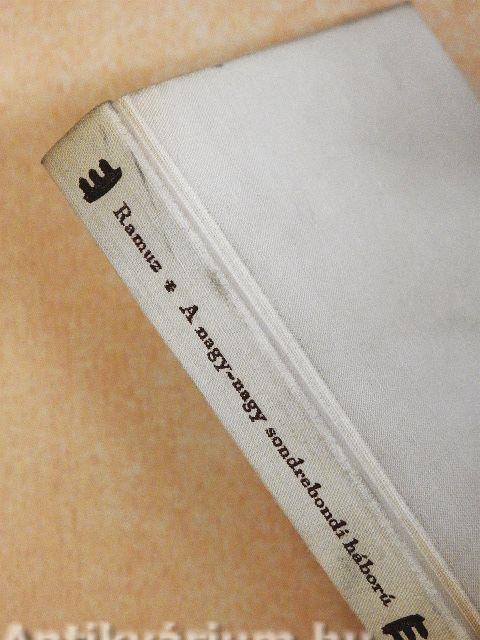 Ramuz * A nagy-nagy sondrebondi háború
Antikvárium.hu